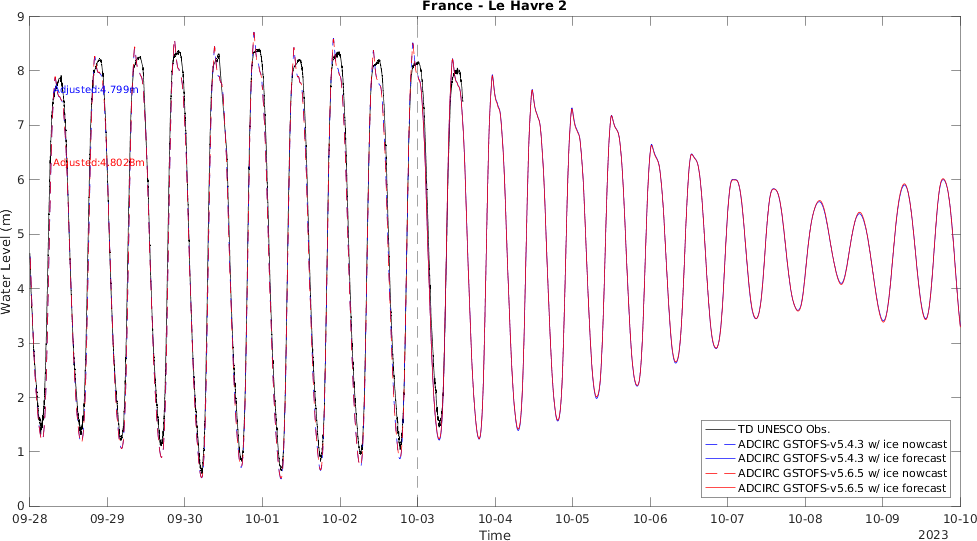 France - Le Havre 2
9
8
7
6
5
4
3
2
1
0
Water Level (m)
Adjusted:4.799m
Adjusted:4.8028m
TD UNESCO Obs.
ADCIRC GSTOFS-v5.4.3 w/ ice nowcast
ADCIRC GSTOFS-v5.4.3 w/ ice forecast
ADCIRC GSTOFS-v5.6.5 w/ ice nowcast
ADCIRC GSTOFS-v5.6.5 w/ ice forecast
09-28 09-29 09-30 10-01 10-02 10-03 10-04 10-05 10-06 10-07 10-08 10-09 10-10
Time
2023